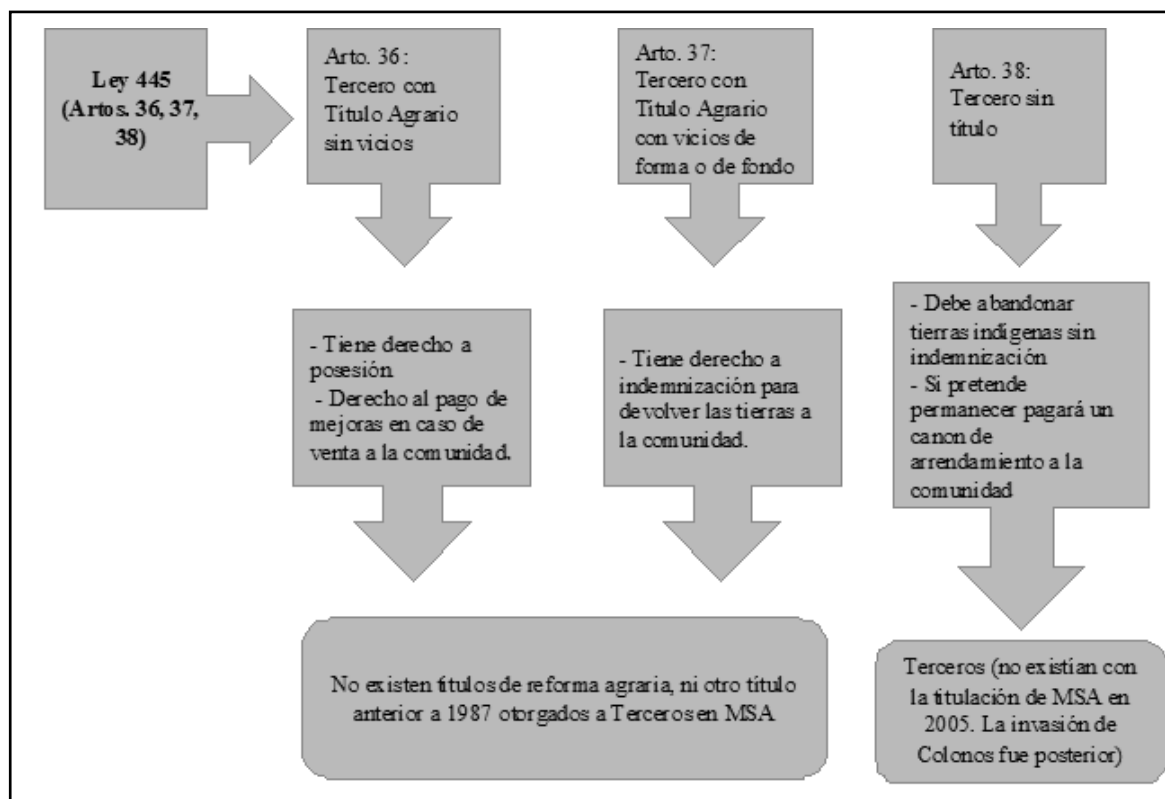 Ley 445
(Artos. 36, 37,
38)
Arto. 36:
Tercero con
Título Agrario
sin vicios
Arto. 37:
Tercero con
Título Agrario
con vicios de
forma o de fondo
Arto. 38:
Tercero sin
título
- Tiene derecho a
posesión
- Derecho al pago de
mejoras en caso de
venta a la comunidad.
- Tiene derecho a
indemnización para
devolver las tierras a
la comunidad.
- Debe abandonar
tierras indígenas sin
indemnización
- Si pretende
permanecer pagará un
canon de
arrendamiento a la
comunidad
No existen títulos de reforma agraria, ni otro título
anterior a 1987 otorgados a Terceros en MSA
Terceros (no existían con
la titulación de MSA en
2005. La invasión de
Colonos fue posterior)